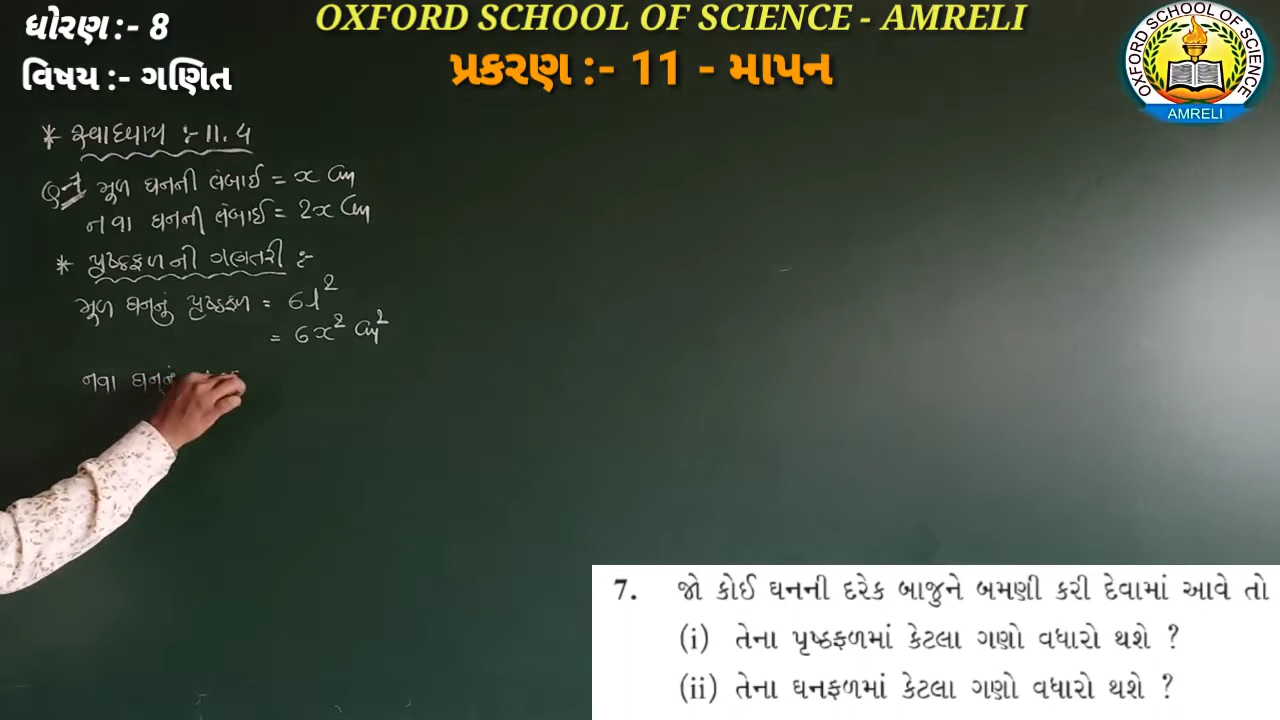 ધોરણ :- 8
વિષય :- ગણિત
OXFORD SCHOOL OF SCIENCE - AMRELI
પ્રકરણ :- 11 - માપન
OXFORD SCHOOL OF SCIENCE
AMRELI
* સ્વાધ્યાય :- 11.4
Q-7 મુળ ઘનની લંબાઈ = x cm
નવા ઘનની લંબાઈ = 2x cm
* પૃષ્ઠફળ ની ગણતરી :-
મુળ ઘનનું પૃષ્ઠફળ = 6l²
= 6x² cm²
નવા ઘનનું
7. જો કોઈ ઘનની દરેક બાજુને બમણી કરી દેવામાં આવે તો
(i) તેના પૃષ્ઠફળમાં કેટલા ગણો વધારો થશે ?
(ii) તેના ઘનફળમાં કેટલા ગણો વધારો થશે ?